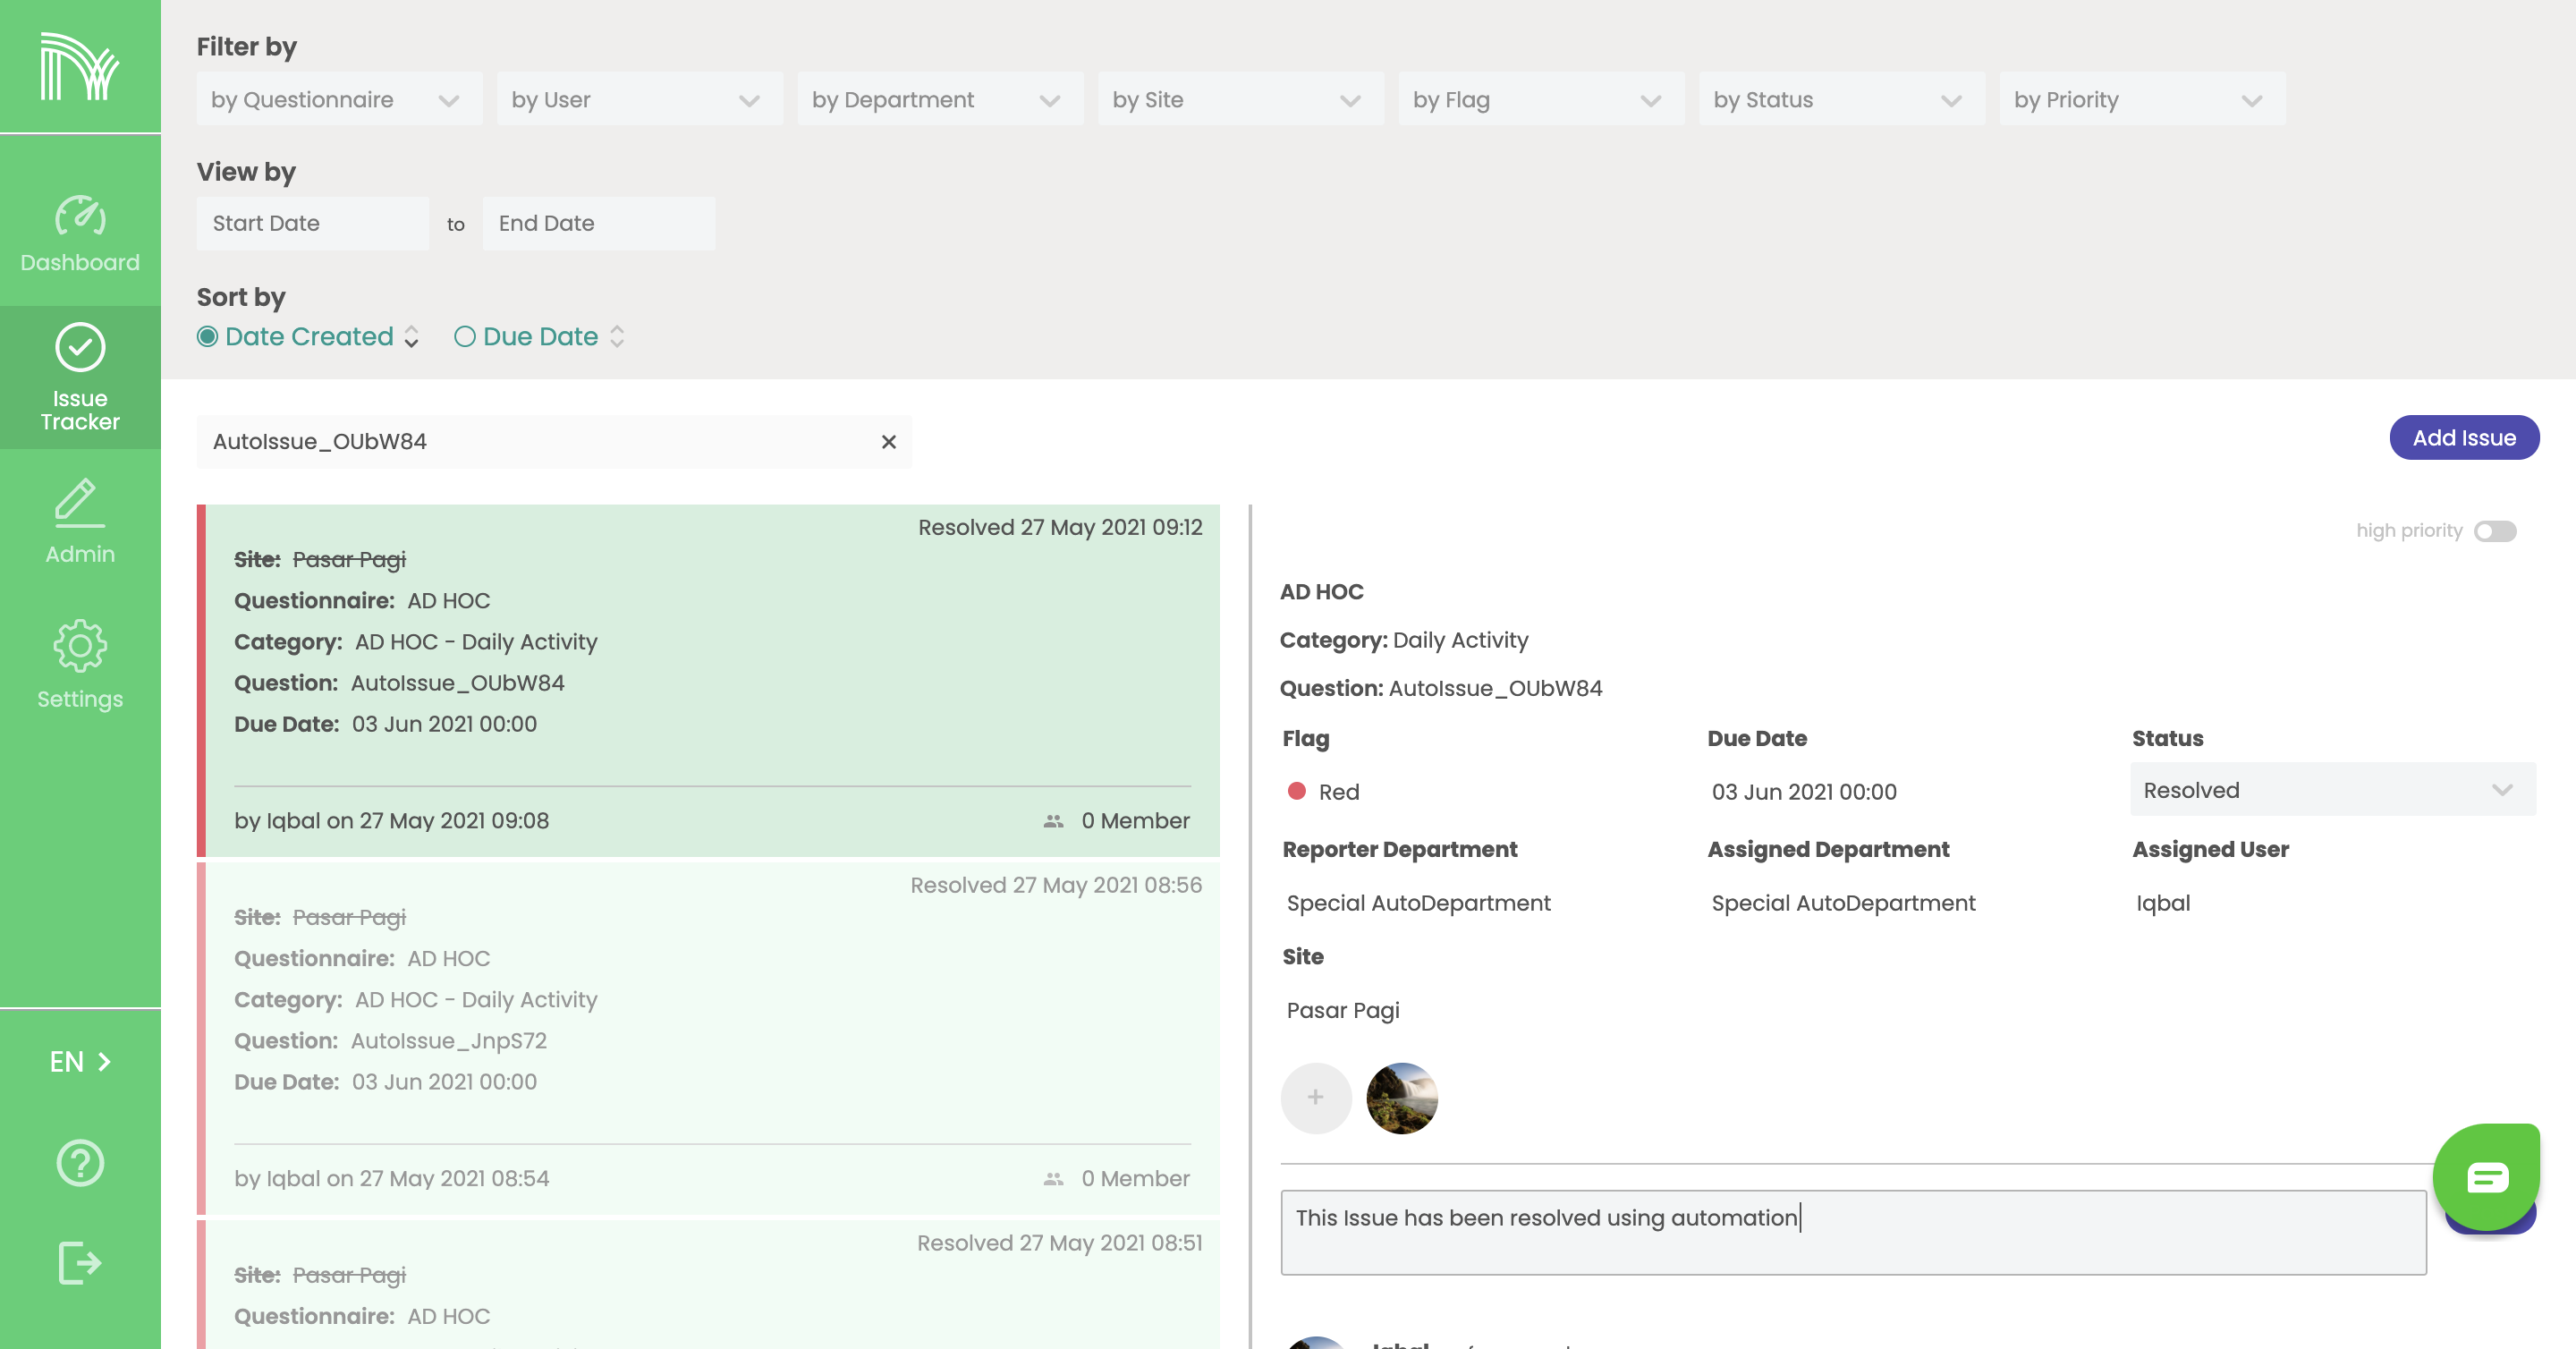 Filter by
by Questionnaire
by User
by Department
by Site
by Flag
by Status
by Priority
View by
Start Date
to
End Date
Sort by
Date Created
Due Date
Dashboard
Issue
Tracker
Admin
Settings
EN
AutoIssue_OUbW84
Add Issue
Resolved 27 May 2021 09:12
Site: Pasar Pagi
Questionnaire: AD HOC
Category: AD HOC - Daily Activity
Question: AutoIssue_OUbW84
Due Date: 03 Jun 2021 00:00
by Iqbal on 27 May 2021 09:08
0 Member
Resolved 27 May 2021 08:56
Site: Pasar Pagi
Questionnaire: AD HOC
Category: AD HOC - Daily Activity
Question: AutoIssue_JnpS72
Due Date: 03 Jun 2021 00:00
by Iqbal on 27 May 2021 08:54
0 Member
Resolved 27 May 2021 08:51
Site: Pasar Pagi
Questionnaire: AD HOC
high priority
AD HOC
Category: Daily Activity
Question: AutoIssue_OUbW84
Flag
Due Date
Status
Red
03 Jun 2021 00:00
Resolved
Reporter Department
Assigned Department
Assigned User
Special AutoDepartment
Special AutoDepartment
Iqbal
Site
Pasar Pagi
This Issue has been resolved using automation
Iqbal